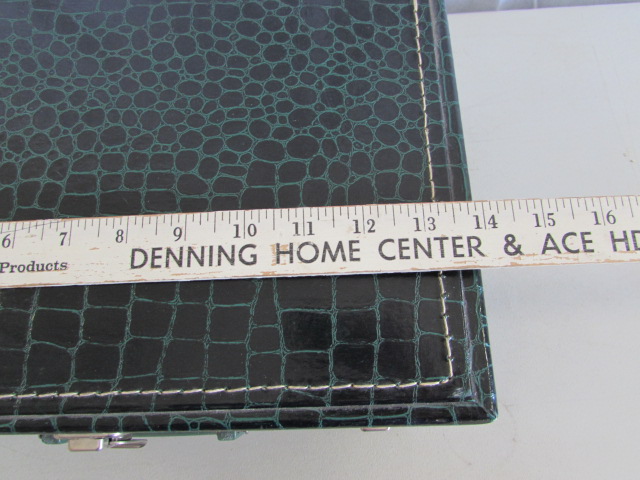 6 7 8 9 10 11 12 13 14 15 16
Products DENNING HOME CENTER & ACE HD